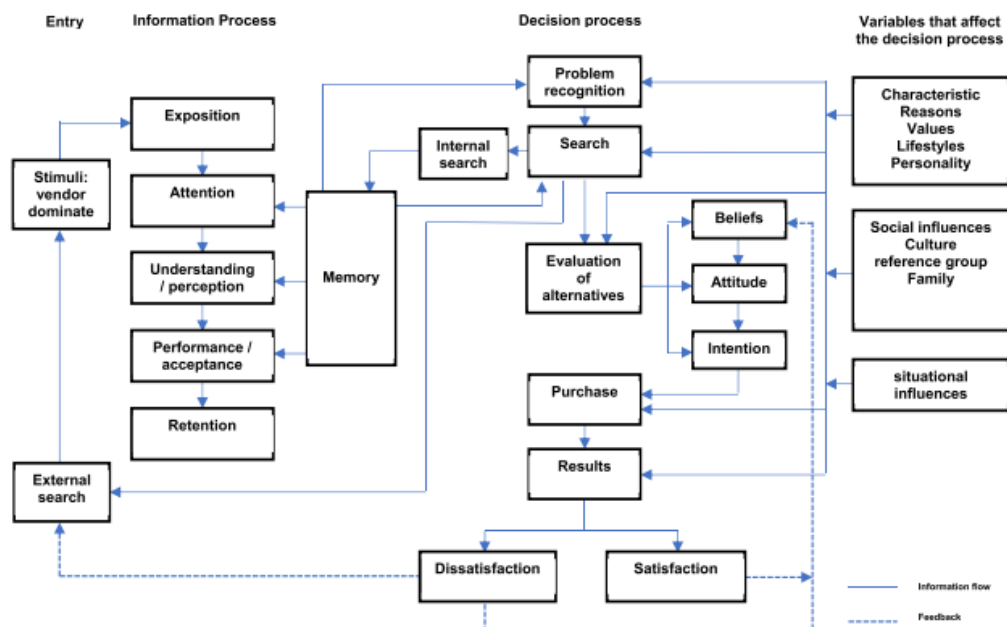 Entry
Information Process
Decision process
Variables that affect
the decision process
Exposition
Attention
Understanding
/ perception
Performance /
acceptance
Retention
Stimuli:
vendor
dominate
External
search
Memory
Internal
search
Problem
recognition
Search
Evaluation
of
alternatives
Beliefs
Attitude
Intention
Purchase
Results
Dissatisfaction
Satisfaction
Characteristic
Reasons
Values
Lifestyles
Personality
Social influences
Culture
reference group
Family
situational
influences
Information flow
Feedback